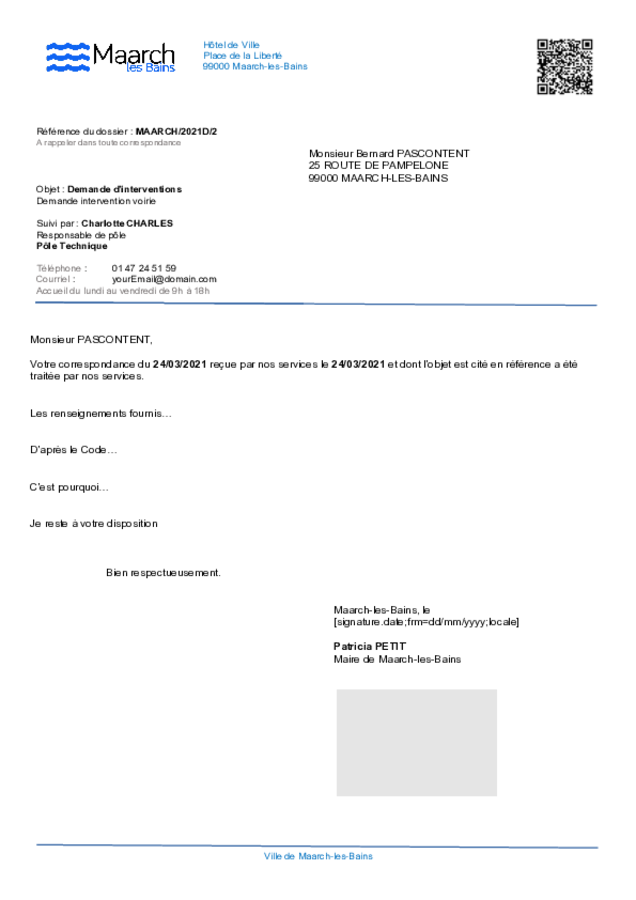 Maarch
les Bains
Hôtel de Ville
Place de la Liberté
99000 Maarch-les-Bains
Référence du dossier : MAARCH/2021D/2
A rappeler dans toute correspondance
Monsieur Bernard PASCONTENT
25 ROUTE DE PAMPELONE
99000 MAARCH-LES-BAINS
Objet : Demande d'interventions
Demande intervention voirie
Suivi par : Charlotte CHARLES
Responsable de pôle
Pôle Technique
Téléphone : 01 47 24 51 59
Courriel : yourEmail@domain.com
Accueil du lundi au vendredi de 9h à 18h
Monsieur PASCONTENT,
Votre correspondance du 24/03/2021 reçue par nos services le 24/03/2021 et dont l'objet est cité en référence a été
traitée par nos services.
Les renseignements fournis…
D'après le Code…
C'est pourquoi…
Je reste à votre disposition
Bien respectueusement.
Maarch-les-Bains, le
[signature.date;frm=dd/mm/yyyy;locale]
Patricia PETIT
Maire de Maarch-les-Bains
Ville de Maarch-les-Bains